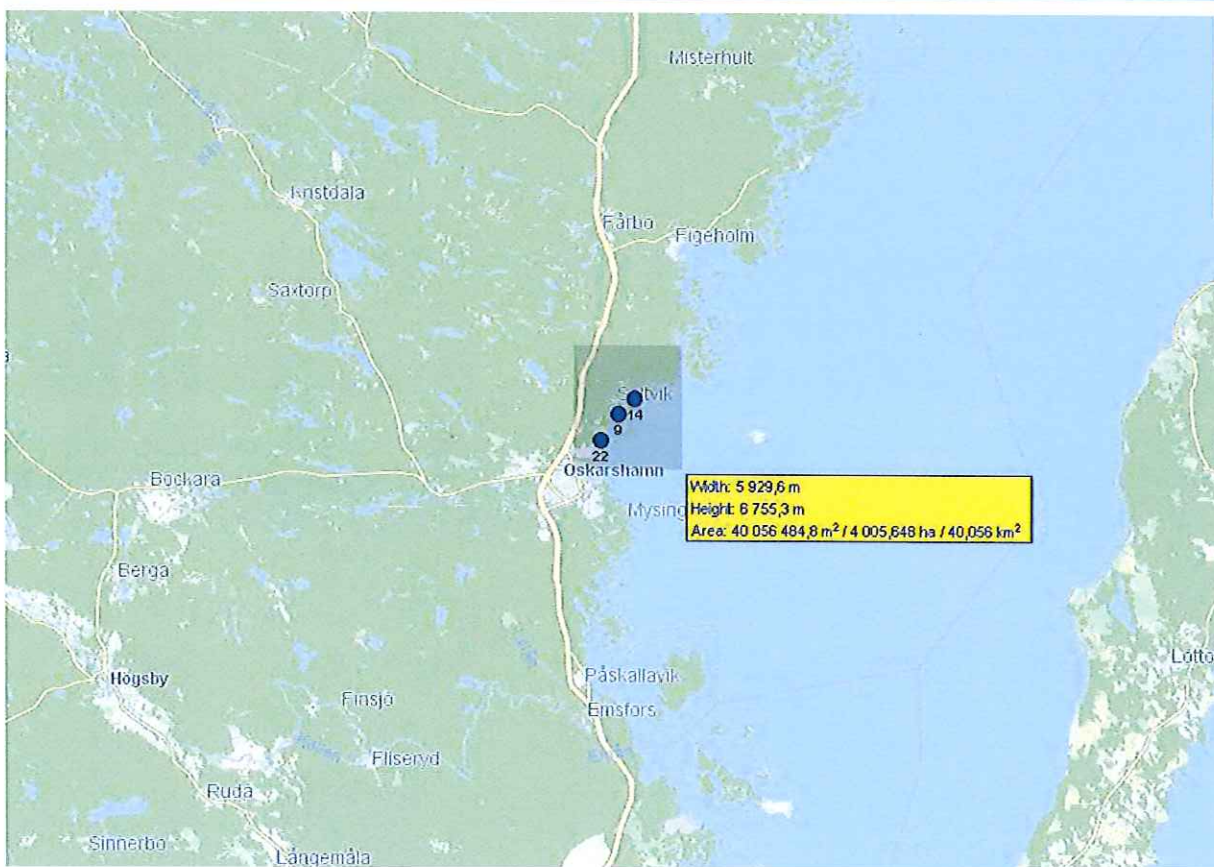 Misterhult
Kristdala
Fårbo
Figeholm
Saxtorp
14
9
22
Oskarshamn
Bockara
Width: 5 929,6 m
Height: 6 755,3 m
Area: 40 056 484,8 m² / 4 005,648 ha / 40,056 km²
Mysing
Berga
Högsby
Påskallavik
Finsjö
Emsfors
Fliseryd
Ruda
Sinnerbo
Långemåla